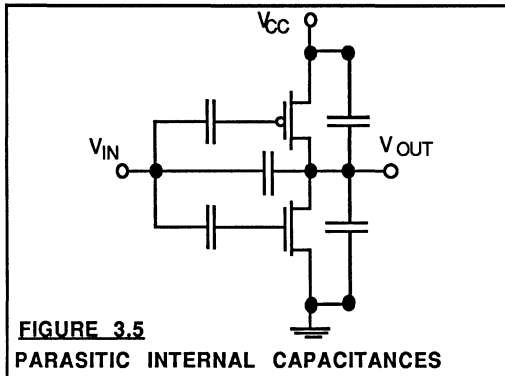 VCC
VIN
VOUT
FIGURE 3.5
PARASITIC INTERNAL CAPACITANCES